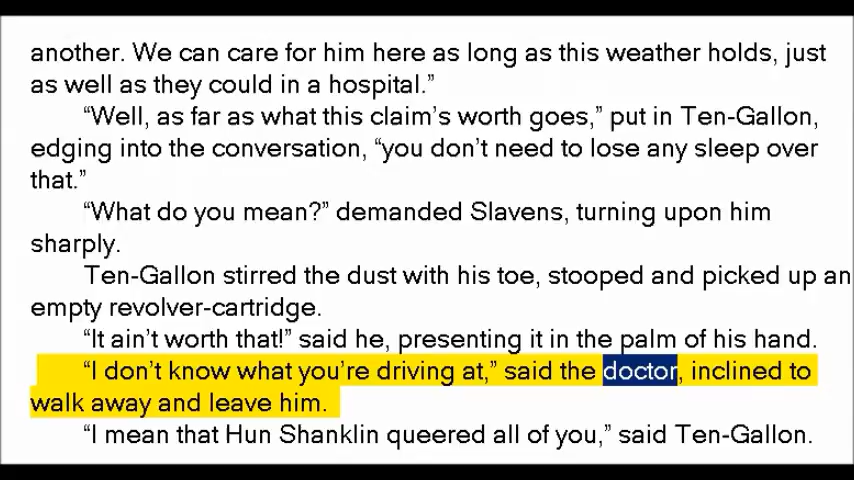 another. We can care for him here as long as this weather holds, just
as well as they could in a hospital.”
“Well, as far as what this claim’s worth goes,” put in Ten-Gallon,
edging into the conversation, “you don’t need to lose any sleep over
that.”
“What do you mean?” demanded Slavens, turning upon him
sharply.
Ten-Gallon stirred the dust with his toe, stooped and picked up an
empty revolver-cartridge.
“It ain’t worth that!” said he, presenting it in the palm of his hand.
“I don’t know what you’re driving at,” said the doctor, inclined to
walk away and leave him.
“I mean that Hun Shanklin queered all of you,” said Ten-Gallon.